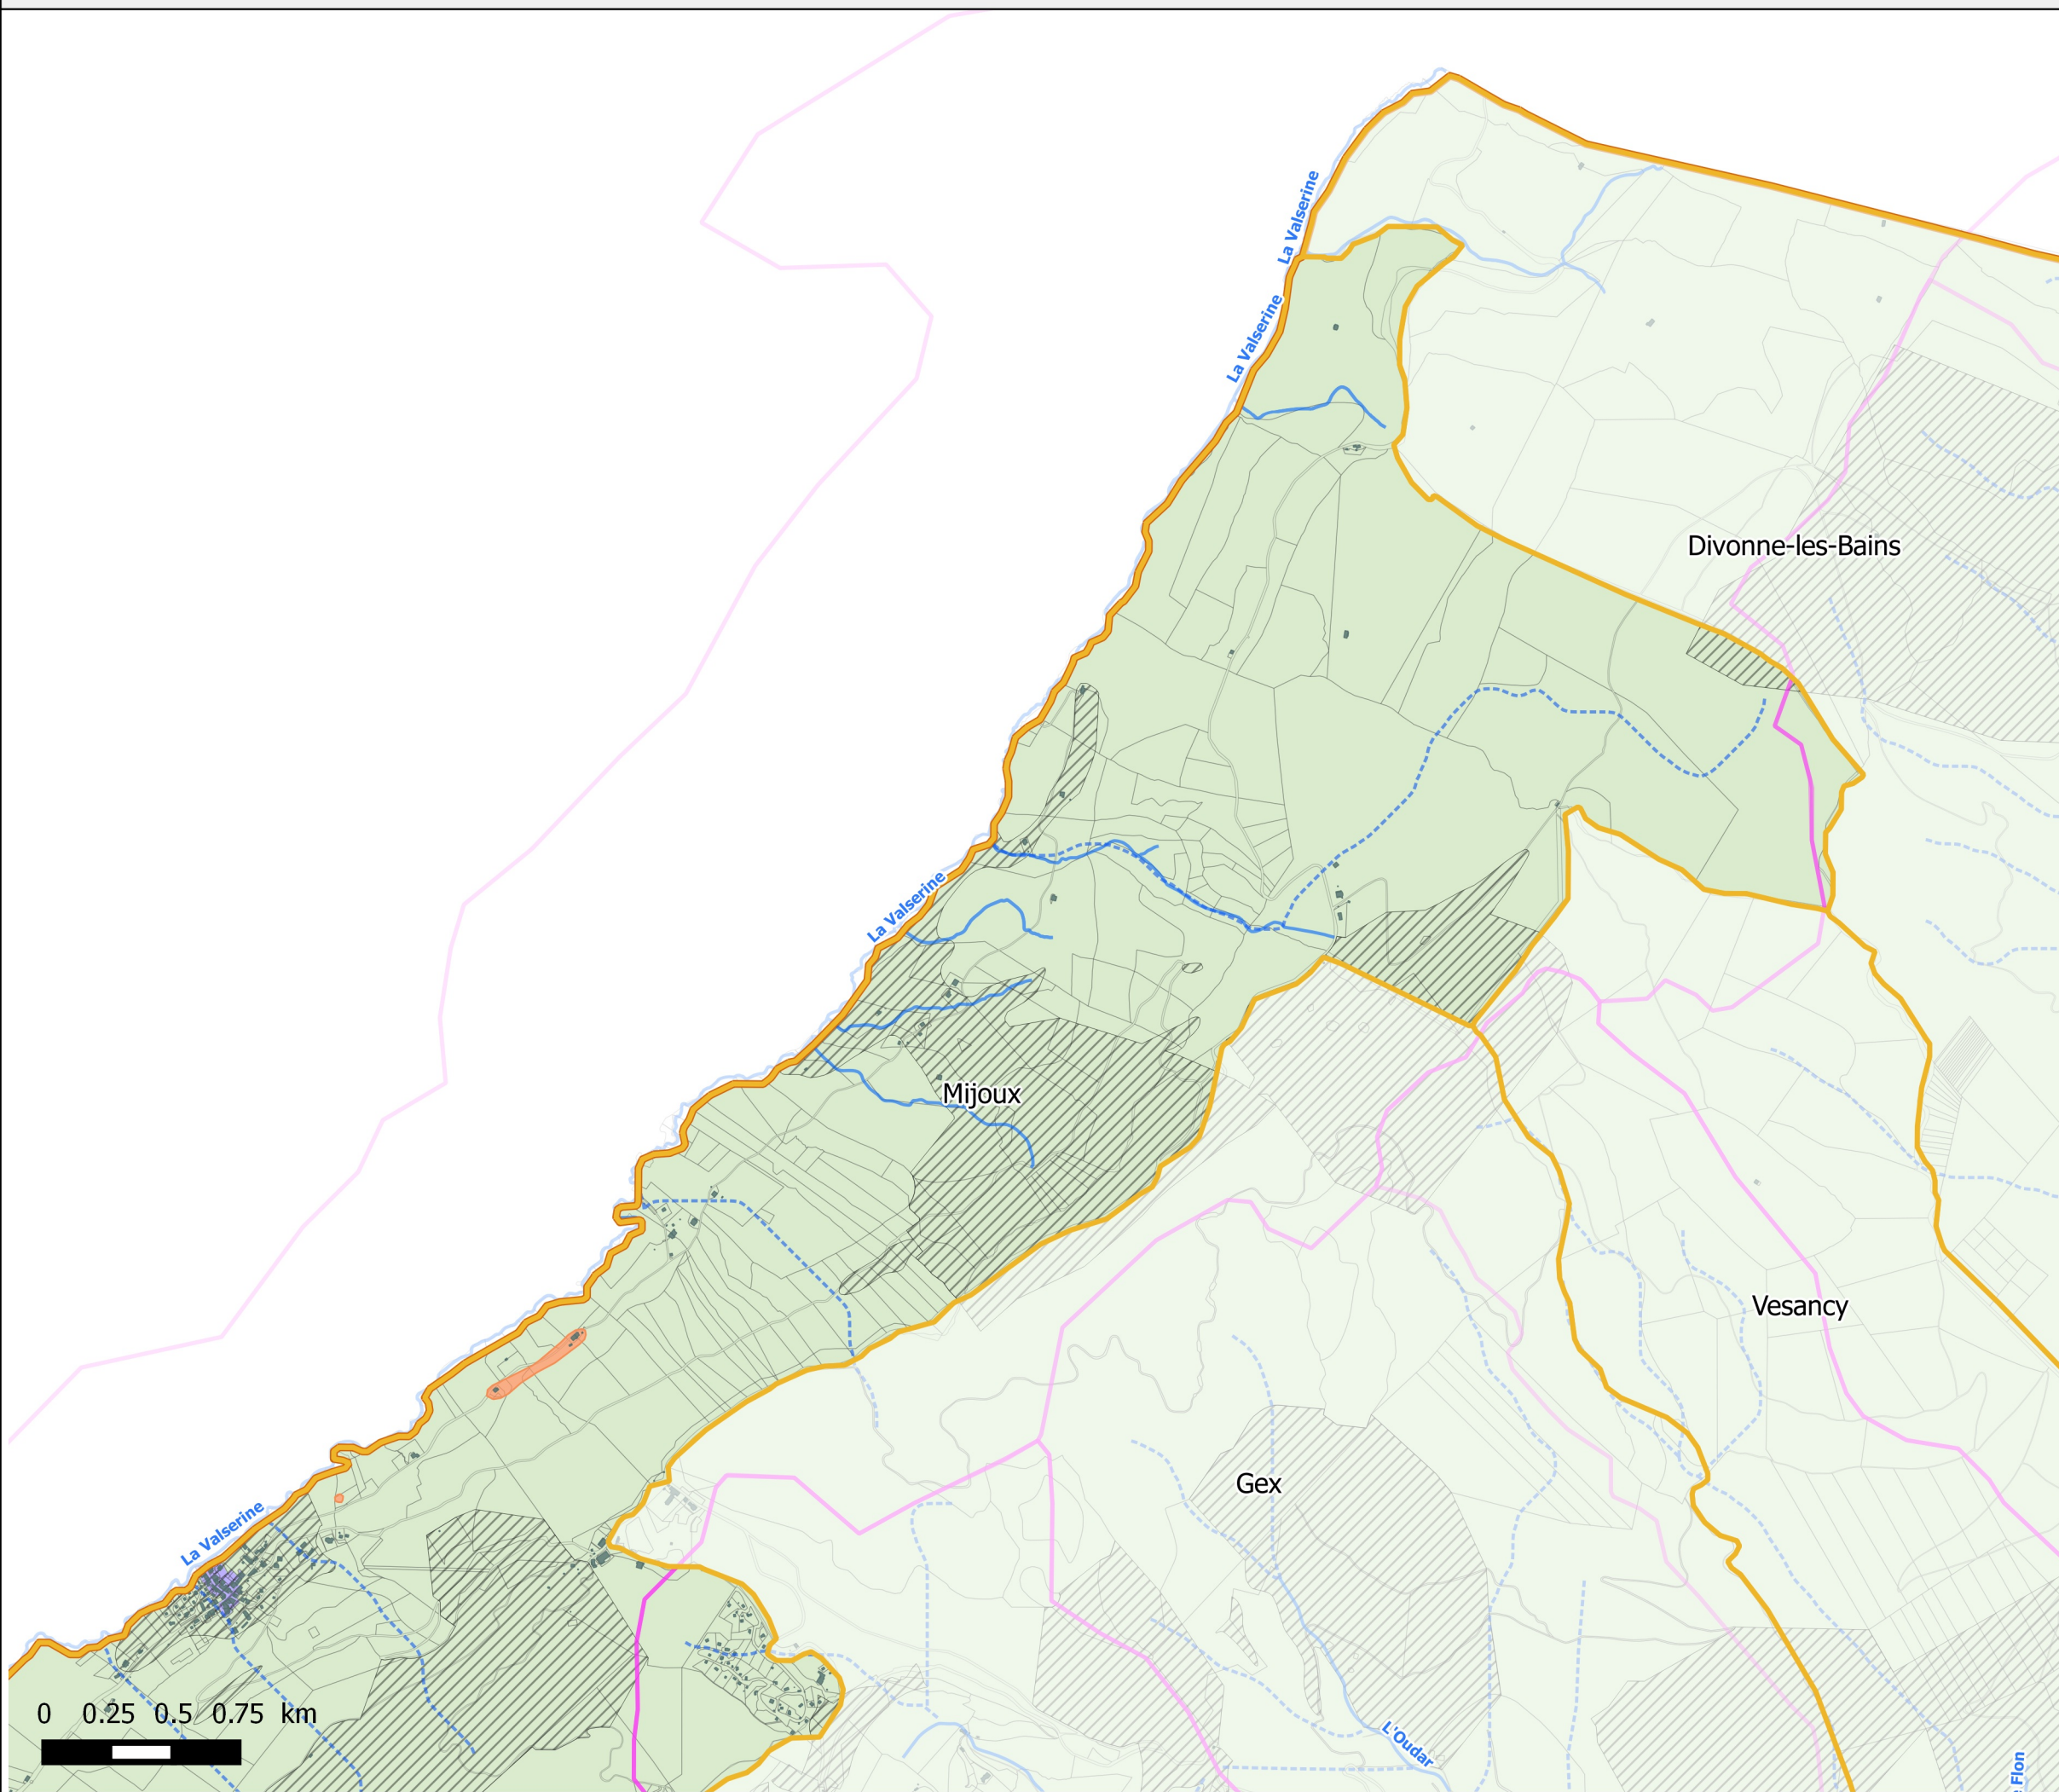 La Valserine
La Valserine
Divonne-les-Bains
La Valserine
Mijoux
Vesancy
Gex
La Valserine
0 0.25 0.5 0.75 km
L'Oudar
Flon